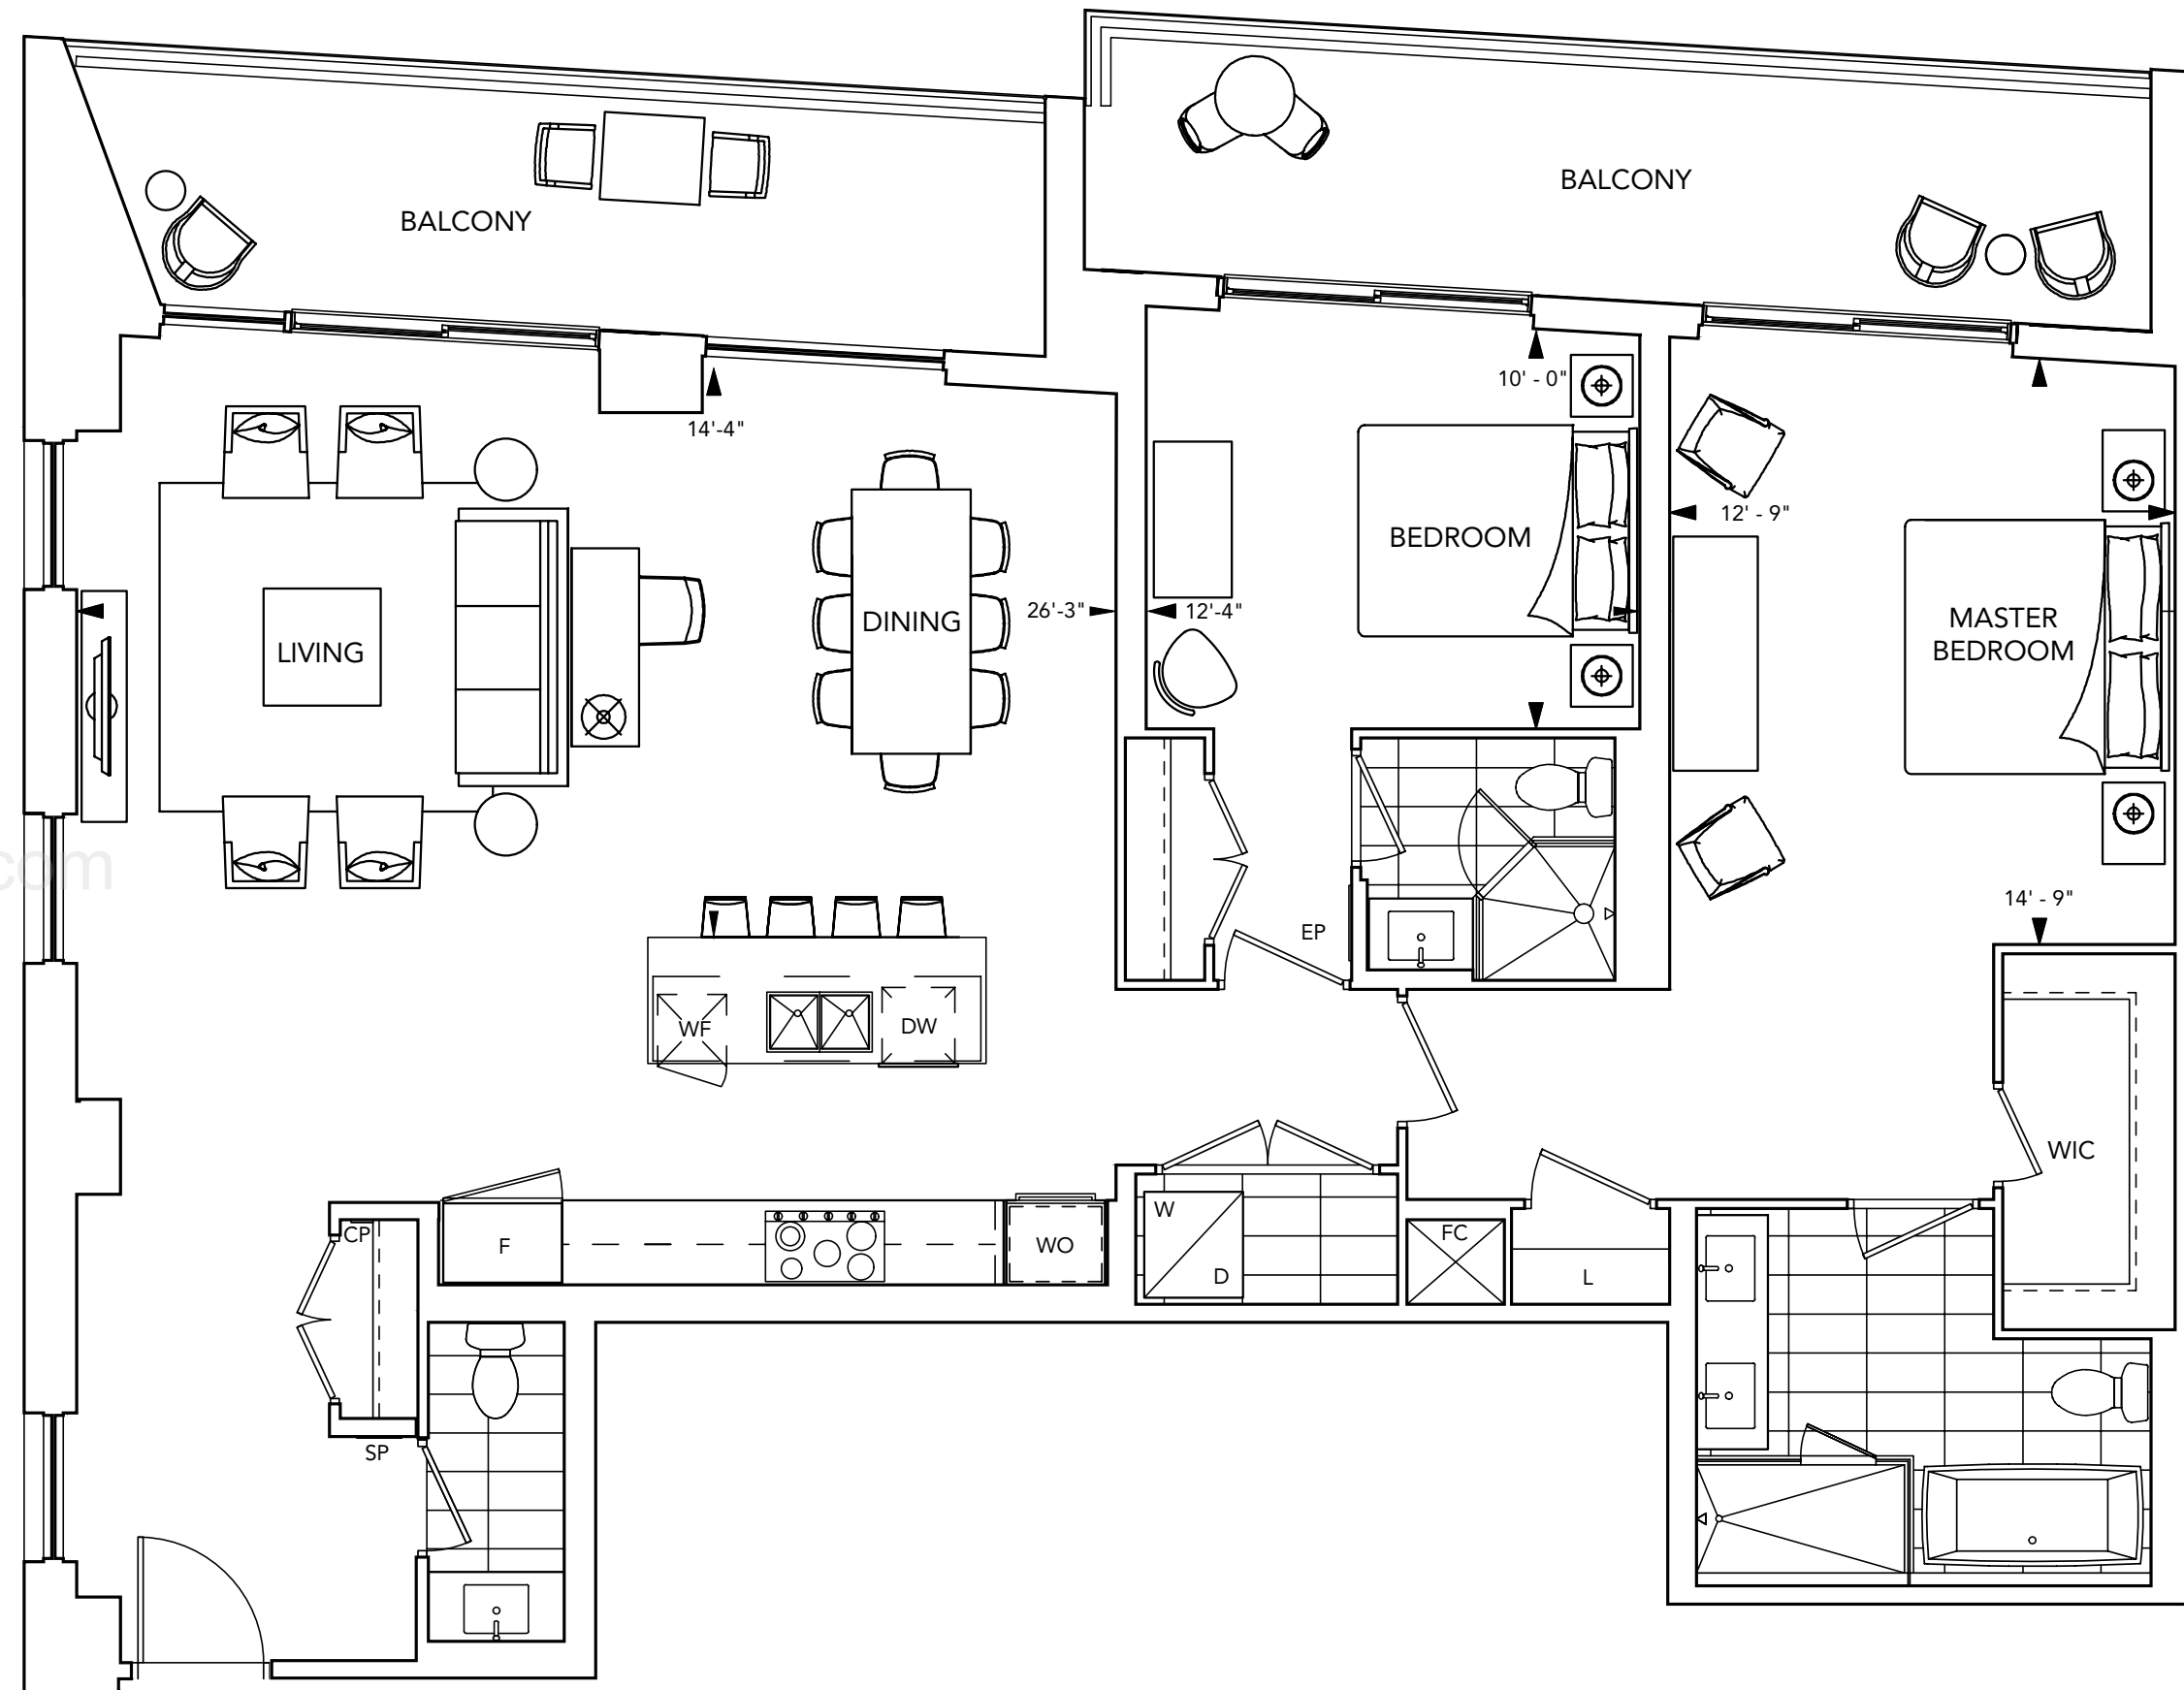 BALCONY
BALCONY
10' - 0"
14'-4"
12' - 9"
BEDROOM
26'-3"
12'-4"
DINING
MASTER
BEDROOM
LIVING
com
14' - 9"
EP
WF
DW
WIC
W
CP
FC
F
WO
D
L
SP